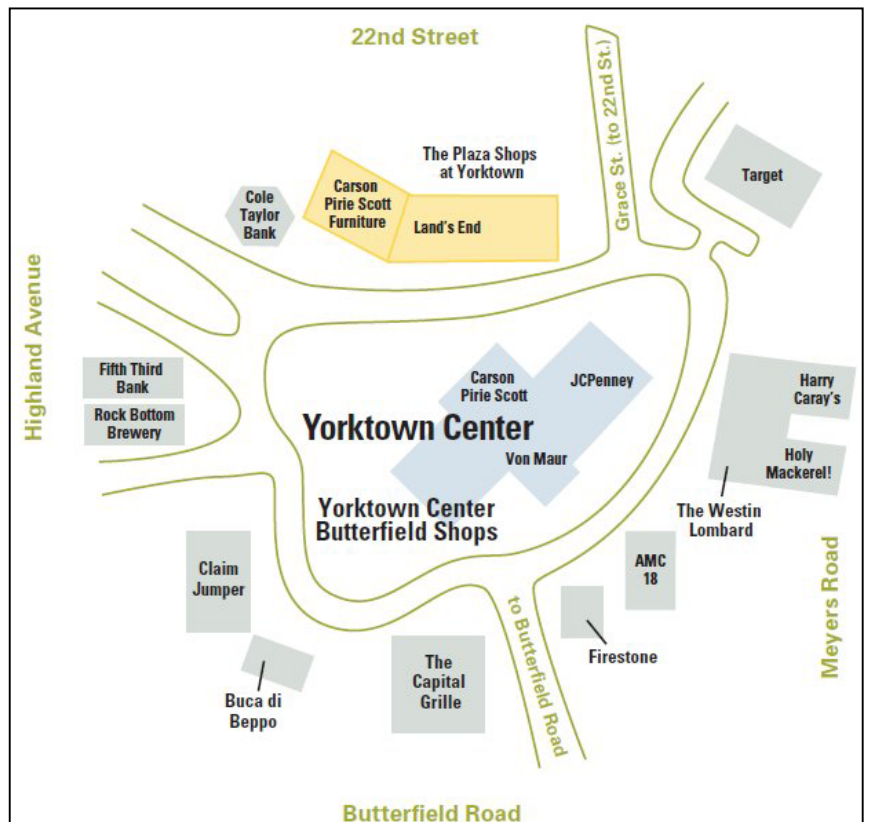 22nd Street
Grace St. (to 22nd St.)
The Plaza Shops
at Yorktown
Target
Carson
Pirie Scott
Furniture
Cole
Taylor
Bank
Land's End
Highland Avenue
Fifth Third
Bank
Rock Bottom
Brewery
Carson
Pirie Scott
JCPenney
Harry
Caray's
Yorktown Center
Von Maur
Holy
Mackerel!
Yorktown Center
Butterfield Shops
The Westin
Lombard
Meyers Road
Claim
Jumper
AMC
18
to Butterfield Road
Firestone
The
Capital
Grille
Buca di
Beppo
Butterfield Road